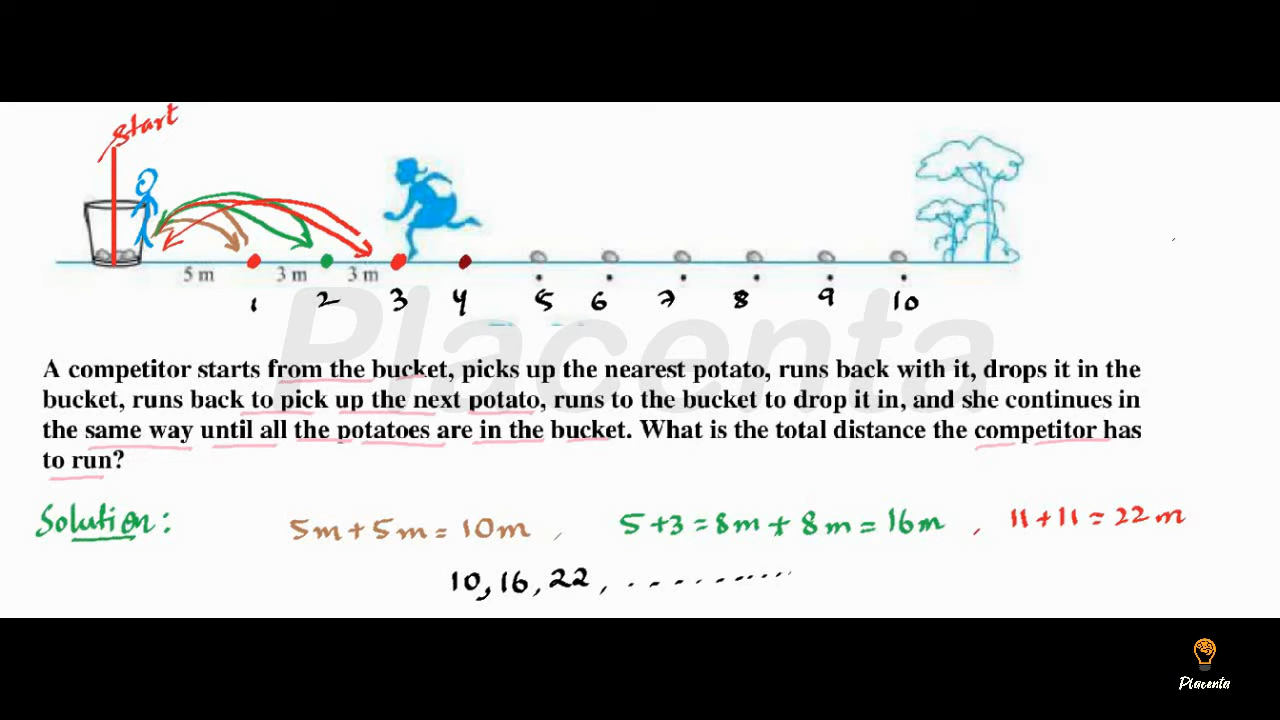 start
5 m 3 m 3 m
1 2 3 4 5 6 7 8 9 10
Placenta
A competitor starts from the bucket, picks up the nearest potato, runs back with it, drops it in the
bucket, runs back to pick up the next potato, runs to the bucket to drop it in, and she continues in
the same way until all the potatoes are in the bucket. What is the total distance the competitor has
to run?
Solution: 5m+5m=10m , 5+3=8m+8m=16m , 11+11=22m
10,16,22, ...........
Placenta